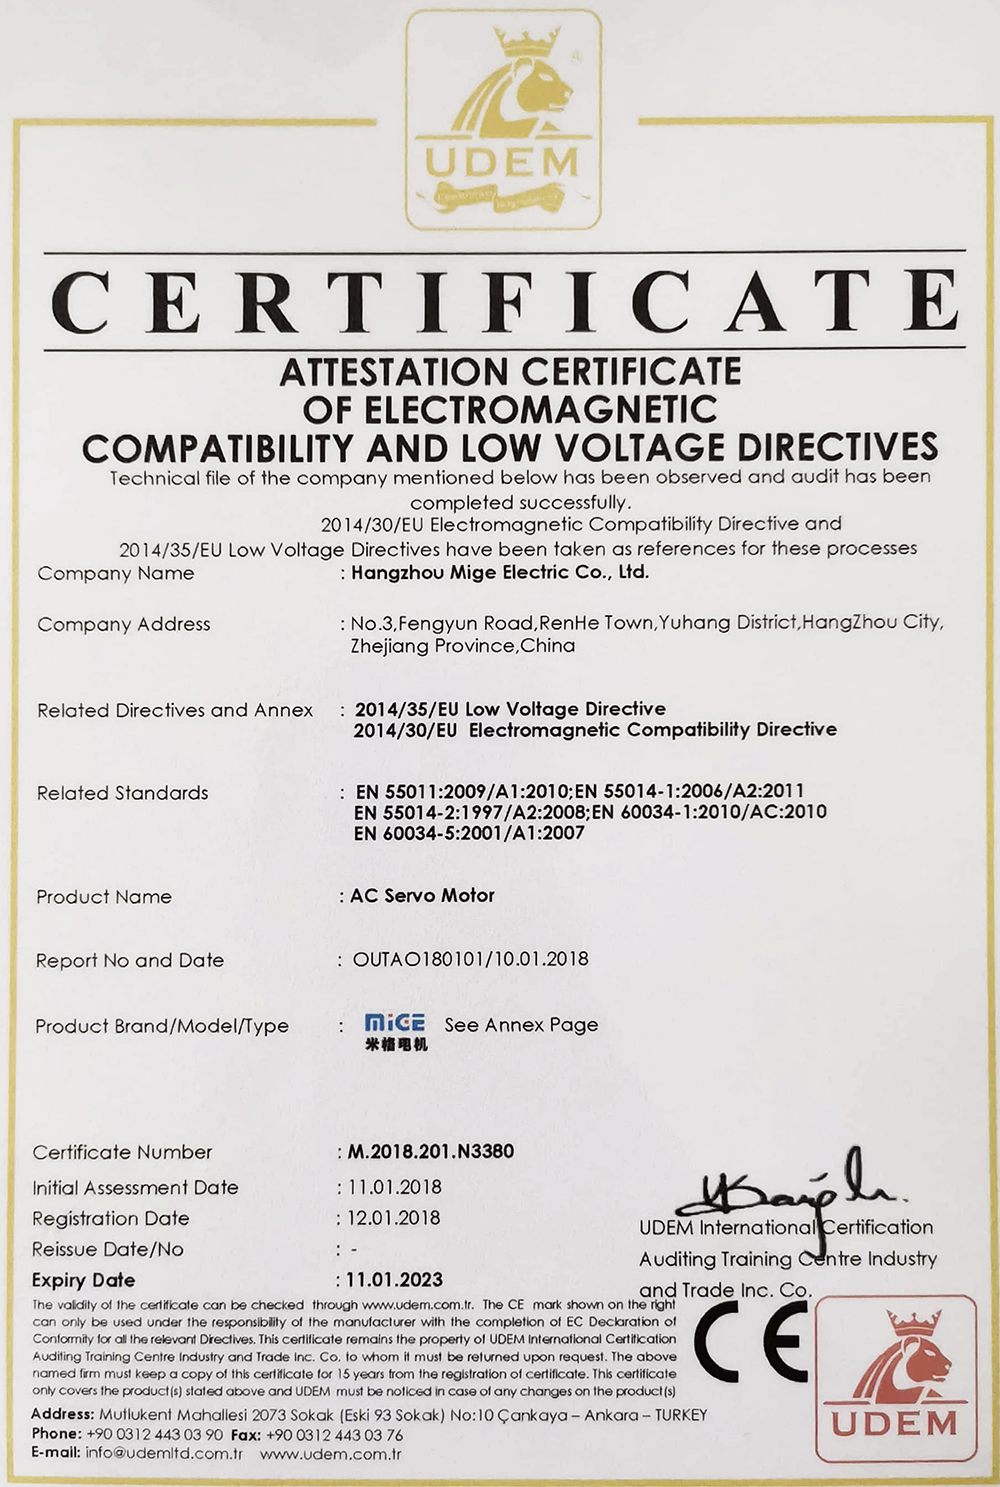 UDEM
CERTIFICATE
ATTESTATION CERTIFICATE
OF ELECTROMAGNETIC
COMPATIBILITY AND LOW VOLTAGE DIRECTIVES
Technical file of the company mentioned below has been observed and audit has been
completed successfully.
2014/30/EU Electromagnetic Compatibility Directive and
2014/35/EU Low Voltage Directives have been taken as references for these processes
Company Name : Hangzhou Mige Electric Co., Ltd.
Company Address : No.3,Fengyun Road,RenHe Town,Yuhang District,HangZhou City,
Zhejiang Province,China
Related Directives and Annex : 2014/35/EU Low Voltage Directive
2014/30/EU Electromagnetic Compatibility Directive
Related Standards : EN 55011:2009/A1:2010;EN 55014-1:2006/A2:2011
EN 55014-2:1997/A2:2008;EN 60034-1:2010/AC:2010
EN 60034-5:2001/A1:2007
Product Name : AC Servo Motor
Report No and Date : OUTAO180101/10.01.2018
Product Brand/Model/Type : MiGE See Annex Page
米格电机
Certificate Number : M.2018.201.N3380
Initial Assessment Date : 11.01.2018
Registration Date : 12.01.2018
Reissue Date/No : -
Expiry Date : 11.01.2023
UDEM International Certification
Auditing Training Centre Industry
and Trade Inc. Co.
The validity of the certificate can be checked through www.udem.com.tr. The CE mark shown on the right
can only be used under the responsibility of the manufacturer with the completion of EC Declaration of
Conformity for all the relevant Directives. This certificate remains the property of UDEM International Certification
Auditing Training Centre Industry and Trade Inc. Co. to whom it must be returned upon request. The above
named firm must keep a copy of this certificate for 15 years from the registration of certificate. This certificate
only covers the product(s) stated above and UDEM must be noticed in case of any changes on the product(s)
CE
UDEM
Address: Mutlukent Mahallesi 2073 Sokak (Eski 93 Sokak) No:10 Çankaya – Ankara – TURKEY
Phone: +90 0312 443 03 90 Fax: +90 0312 443 03 76
E-mail: info@udemltd.com.tr www.udem.com.tr